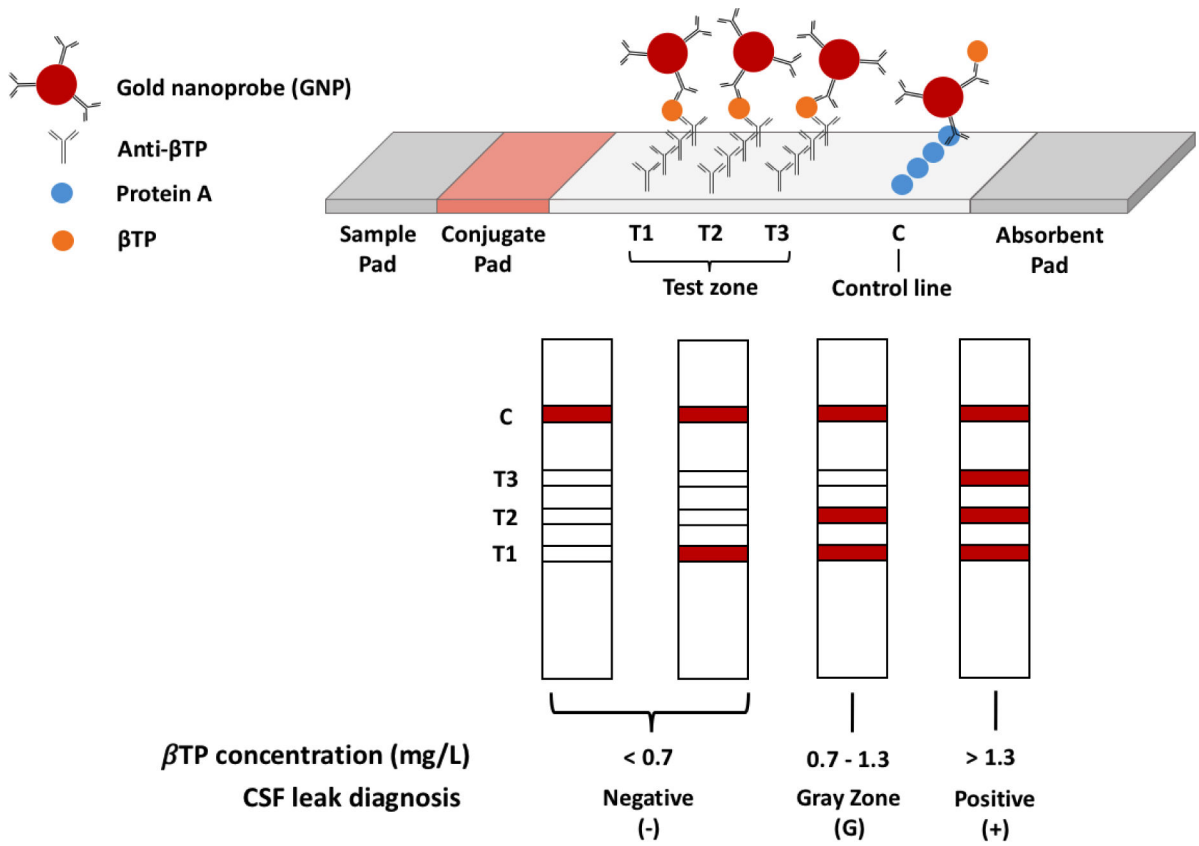 Gold nanoprobe (GNP)
Anti-βTP
Protein A
βTP
Sample
Pad
Conjugate
Pad
T1
T2
T3
Test zone
C
Control line
Absorbent
Pad
C
T3
T2
T1
βTP concentration (mg/L)
< 0.7
0.7 - 1.3
> 1.3
CSF leak diagnosis
Negative
(-)
Gray Zone
(G)
Positive
(+)